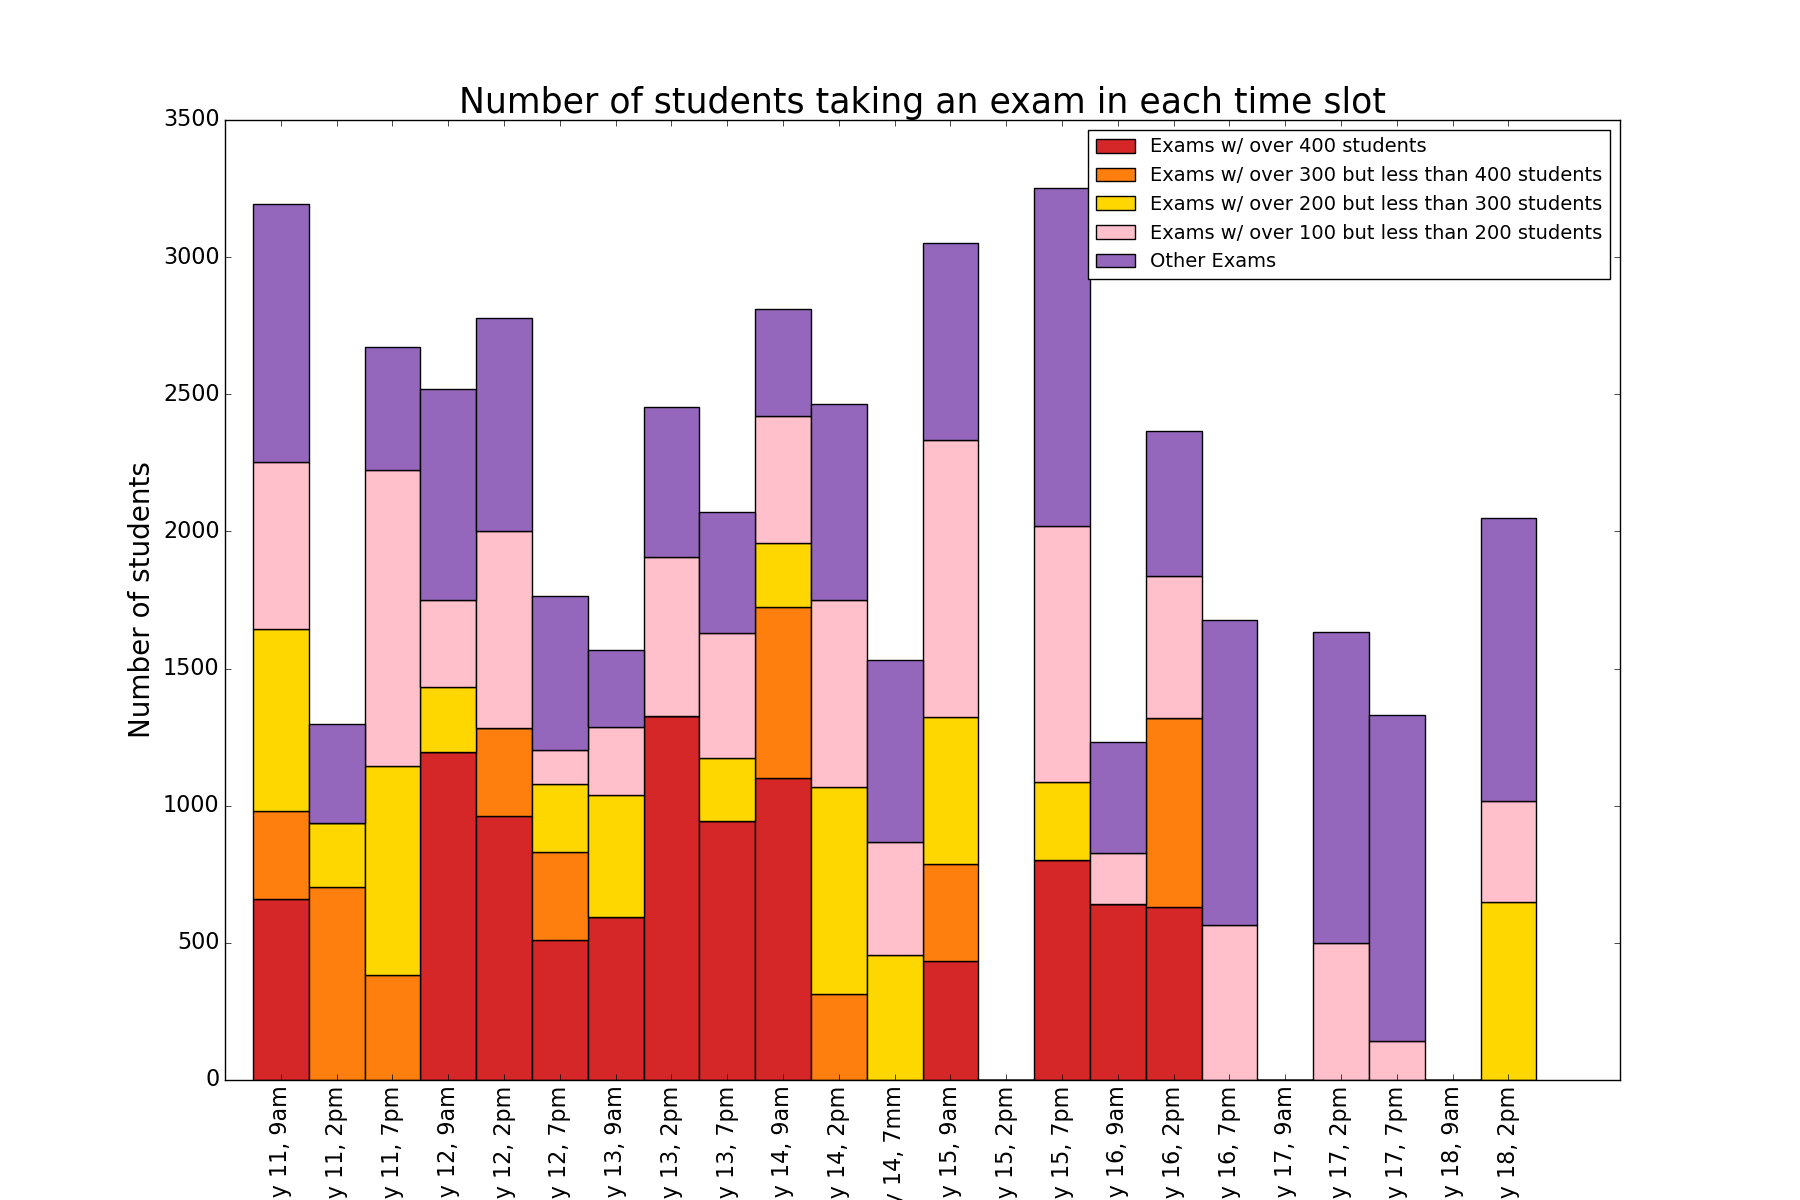 Number of students taking an exam in each time slot
Exams w/ over 400 students
Exams w/ over 300 but less than 400 students
Exams w/ over 200 but less than 300 students
Exams w/ over 100 but less than 200 students
Other Exams
Number of students
3500
3000
2500
2000
1500
1000
500
0
y 11, 9am
y 11, 2pm
y 11, 7pm
y 12, 9am
y 12, 2pm
y 12, 7pm
y 13, 9am
y 13, 2pm
y 13, 7pm
y 14, 9am
y 14, 2pm
y 14, 7mm
y 15, 9am
y 15, 2pm
y 15, 7pm
y 16, 9am
y 16, 2pm
y 16, 7pm
y 17, 9am
y 17, 2pm
y 17, 7pm
y 18, 9am
y 18, 2pm